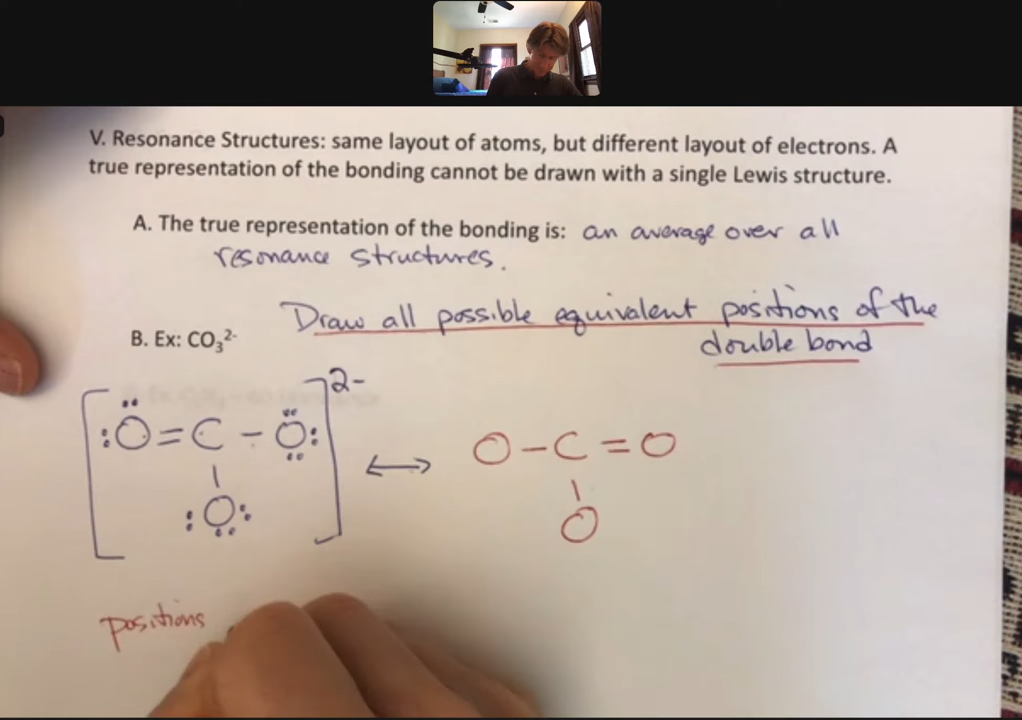 V. Resonance Structures: same layout of atoms, but different layout of electrons. A
true representation of the bonding cannot be drawn with a single Lewis structure.
A. The true representation of the bonding is: an average over all
resonance structures.
Draw all possible equivalent positions of the
double bond
B. Ex: CO₃²⁻
2-
:Ö=C-Ö: ↔ O-C=O
:O: O
positions